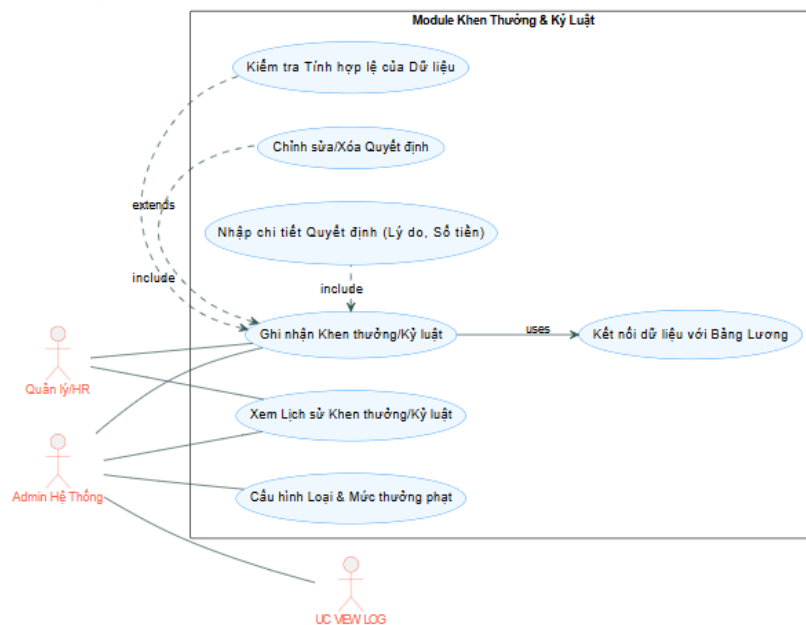 Module Khen Thưởng & Kỷ Luật
Kiểm tra Tính hợp lệ của Dữ liệu
Chỉnh sửa/Xóa Quyết định
extends
Nhập chi tiết Quyết định (Lý do, Số tiền)
include
include
Ghi nhận Khen thưởng/Kỷ luật
uses
Kết nối dữ liệu với Bảng Lương
Quản lý/HR
Xem Lịch sử Khen thưởng/Kỷ luật
Admin Hệ Thống
Cấu hình Loại & Mức thưởng phạt
UC VIEW LOG